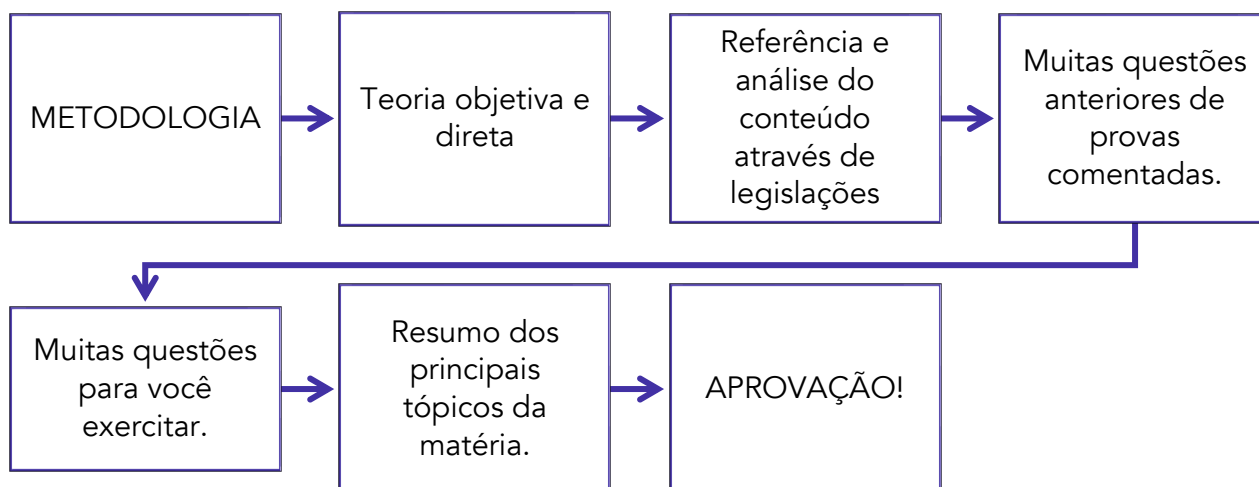 METODOLOGIA
Teoria objetiva e
direta
Referência e
análise do
conteúdo
através de
legislações
Muitas questões
anteriores de
provas
comentadas.
Muitas questões
para você
exercitar.
Resumo dos
principais
tópicos da
matéria.
APROVAÇÃO!